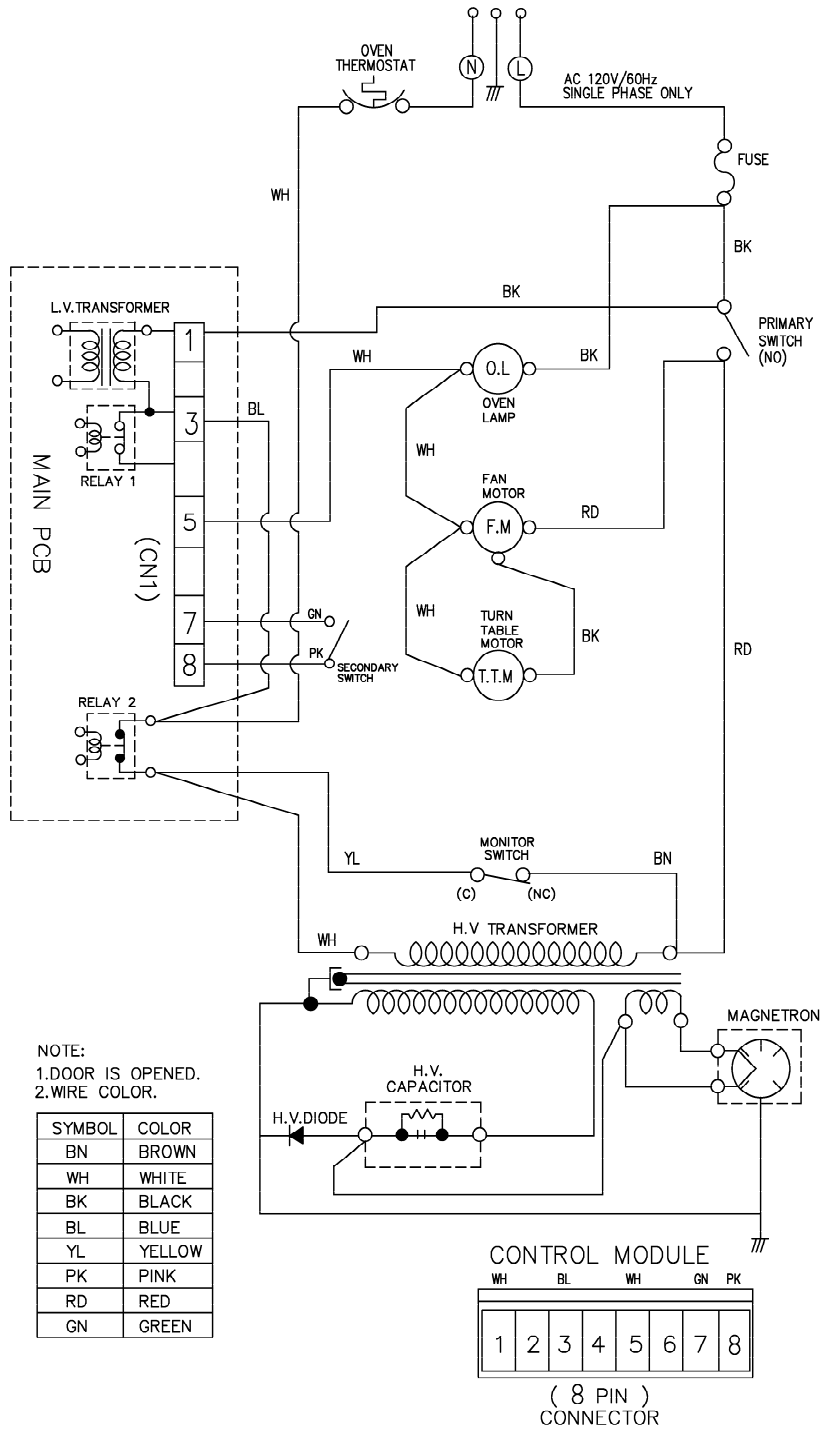 OVEN
THERMOSTAT
N
L
AC 120V/60Hz
SINGLE PHASE ONLY
FUSE
WH
BK
BK
L.V.TRANSFORMER
1
PRIMARY
SWITCH
(NO)
WH
O.L
BK
OVEN
LAMP
3
BL
RELAY 1
WH
MAIN PCB
(CN1)
FAN
MOTOR
5
F.M
RD
7
GN
WH
TURN
TABLE
MOTOR
BK
8
PK
SECONDARY
SWITCH
T.T.M
RD
RELAY 2
MONITOR
SWITCH
YL
BN
(C)
(NC)
H.V TRANSFORMER
WH
MAGNETRON
NOTE:
1.DOOR IS OPENED.
2.WIRE COLOR.
H.V.
CAPACITOR
H.V.DIODE
SYMBOL COLOR
BN BROWN
WH WHITE
BK BLACK
BL BLUE
YL YELLOW
PK PINK
RD RED
GN GREEN
CONTROL MODULE
WH BL WH GN PK
1 2 3 4 5 6 7 8
( 8 PIN )
CONNECTOR